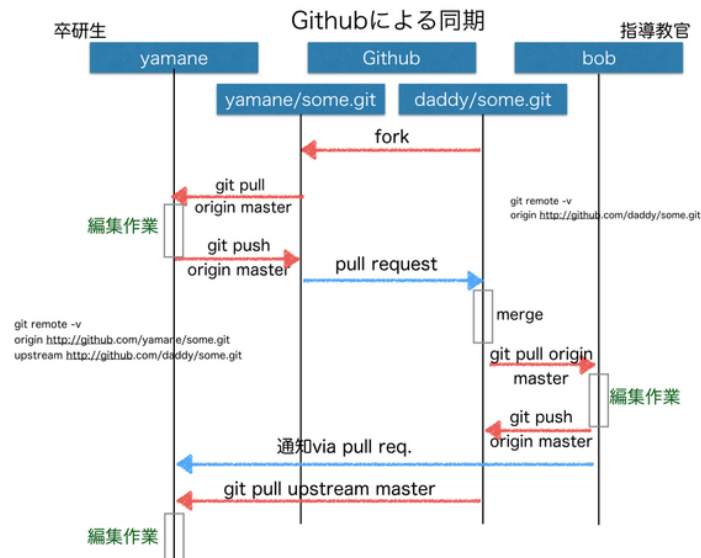 Githubによる同期
卒研生
指導教官
yamane
Github
bob
yamane/some.git
daddy/some.git
fork
git pull
origin master
git remote -v
origin http://github.com/daddy/some.git
編集作業
git push
origin master
pull request
merge
git remote -v
origin http://github.com/yamane/some.git
upstream http://github.com/daddy/some.git
git pull origin
master
編集作業
git push
origin master
通知via pull req.
git pull upstream master
編集作業